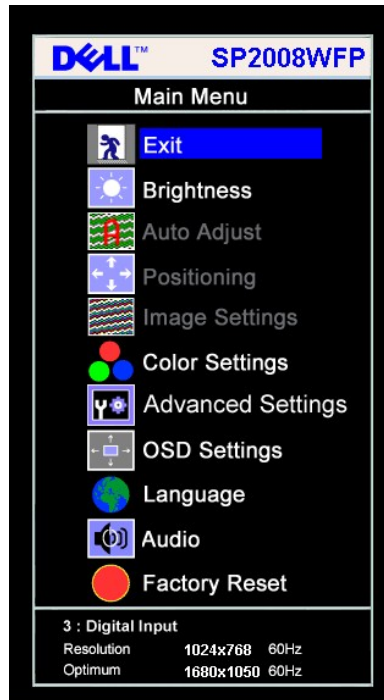 DELL™ SP2008WFP
Main Menu
Exit
Brightness
A Auto Adjust
Positioning
Image Settings
Color Settings
Advanced Settings
OSD Settings
Language
Audio
Factory Reset
3 : Digital Input
Resolution 1024x768 60Hz
Optimum 1680x1050 60Hz